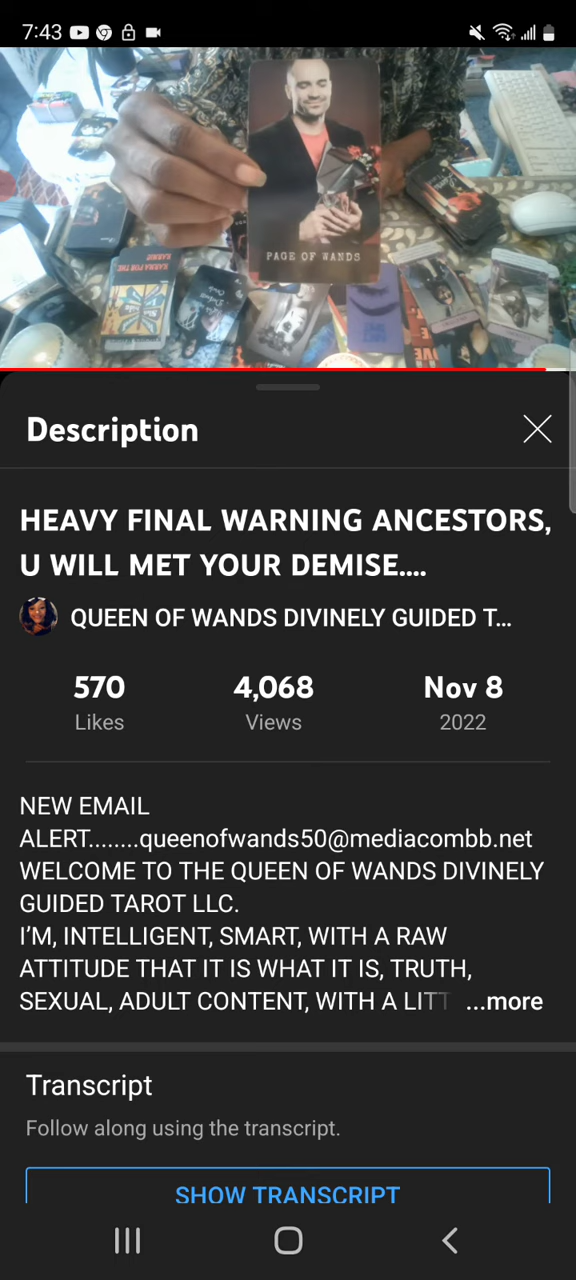 7:43
PAGE OF WANDS
KARMA FOR THE
Description
HEAVY FINAL WARNING ANCESTORS,
U WILL MET YOUR DEMISE....
QUEEN OF WANDS DIVINELY GUIDED T...
570
4,068
Nov 8
Likes
Views
2022
NEW EMAIL
ALERT........queenofwands50@mediacombb.net
WELCOME TO THE QUEEN OF WANDS DIVINELY
GUIDED TAROT LLC.
I'M, INTELLIGENT, SMART, WITH A RAW
ATTITUDE THAT IT IS WHAT IT IS, TRUTH,
SEXUAL, ADULT CONTENT, WITH A LITT ...more
Transcript
Follow along using the transcript.
SHOW TRANSCRIPT